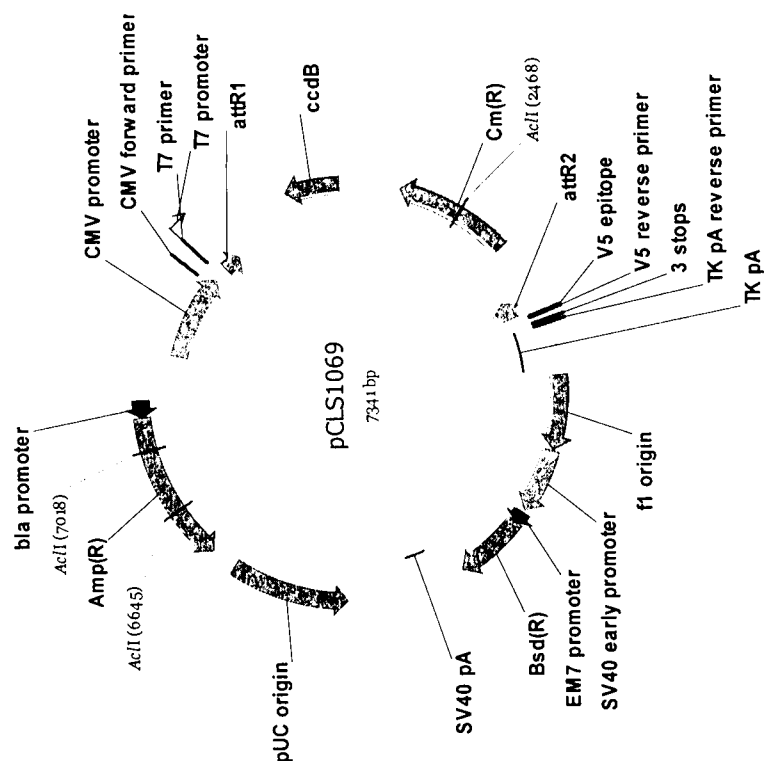 bla promoter
AclI (7018)
Amp(R)
AclI (6645)
pUC origin
CMV promoter
CMV forward primer
T7 primer
T7 promoter
attR1
ccdB
pCLS1069
7341 bp
Cm(R)
AclI (2468)
attR2
V5 epitope
V5 reverse primer
3 stops
TK pA reverse primer
TK pA
SV40 pA
Bsd(R)
EM7 promoter
SV40 early promoter
f1 origin